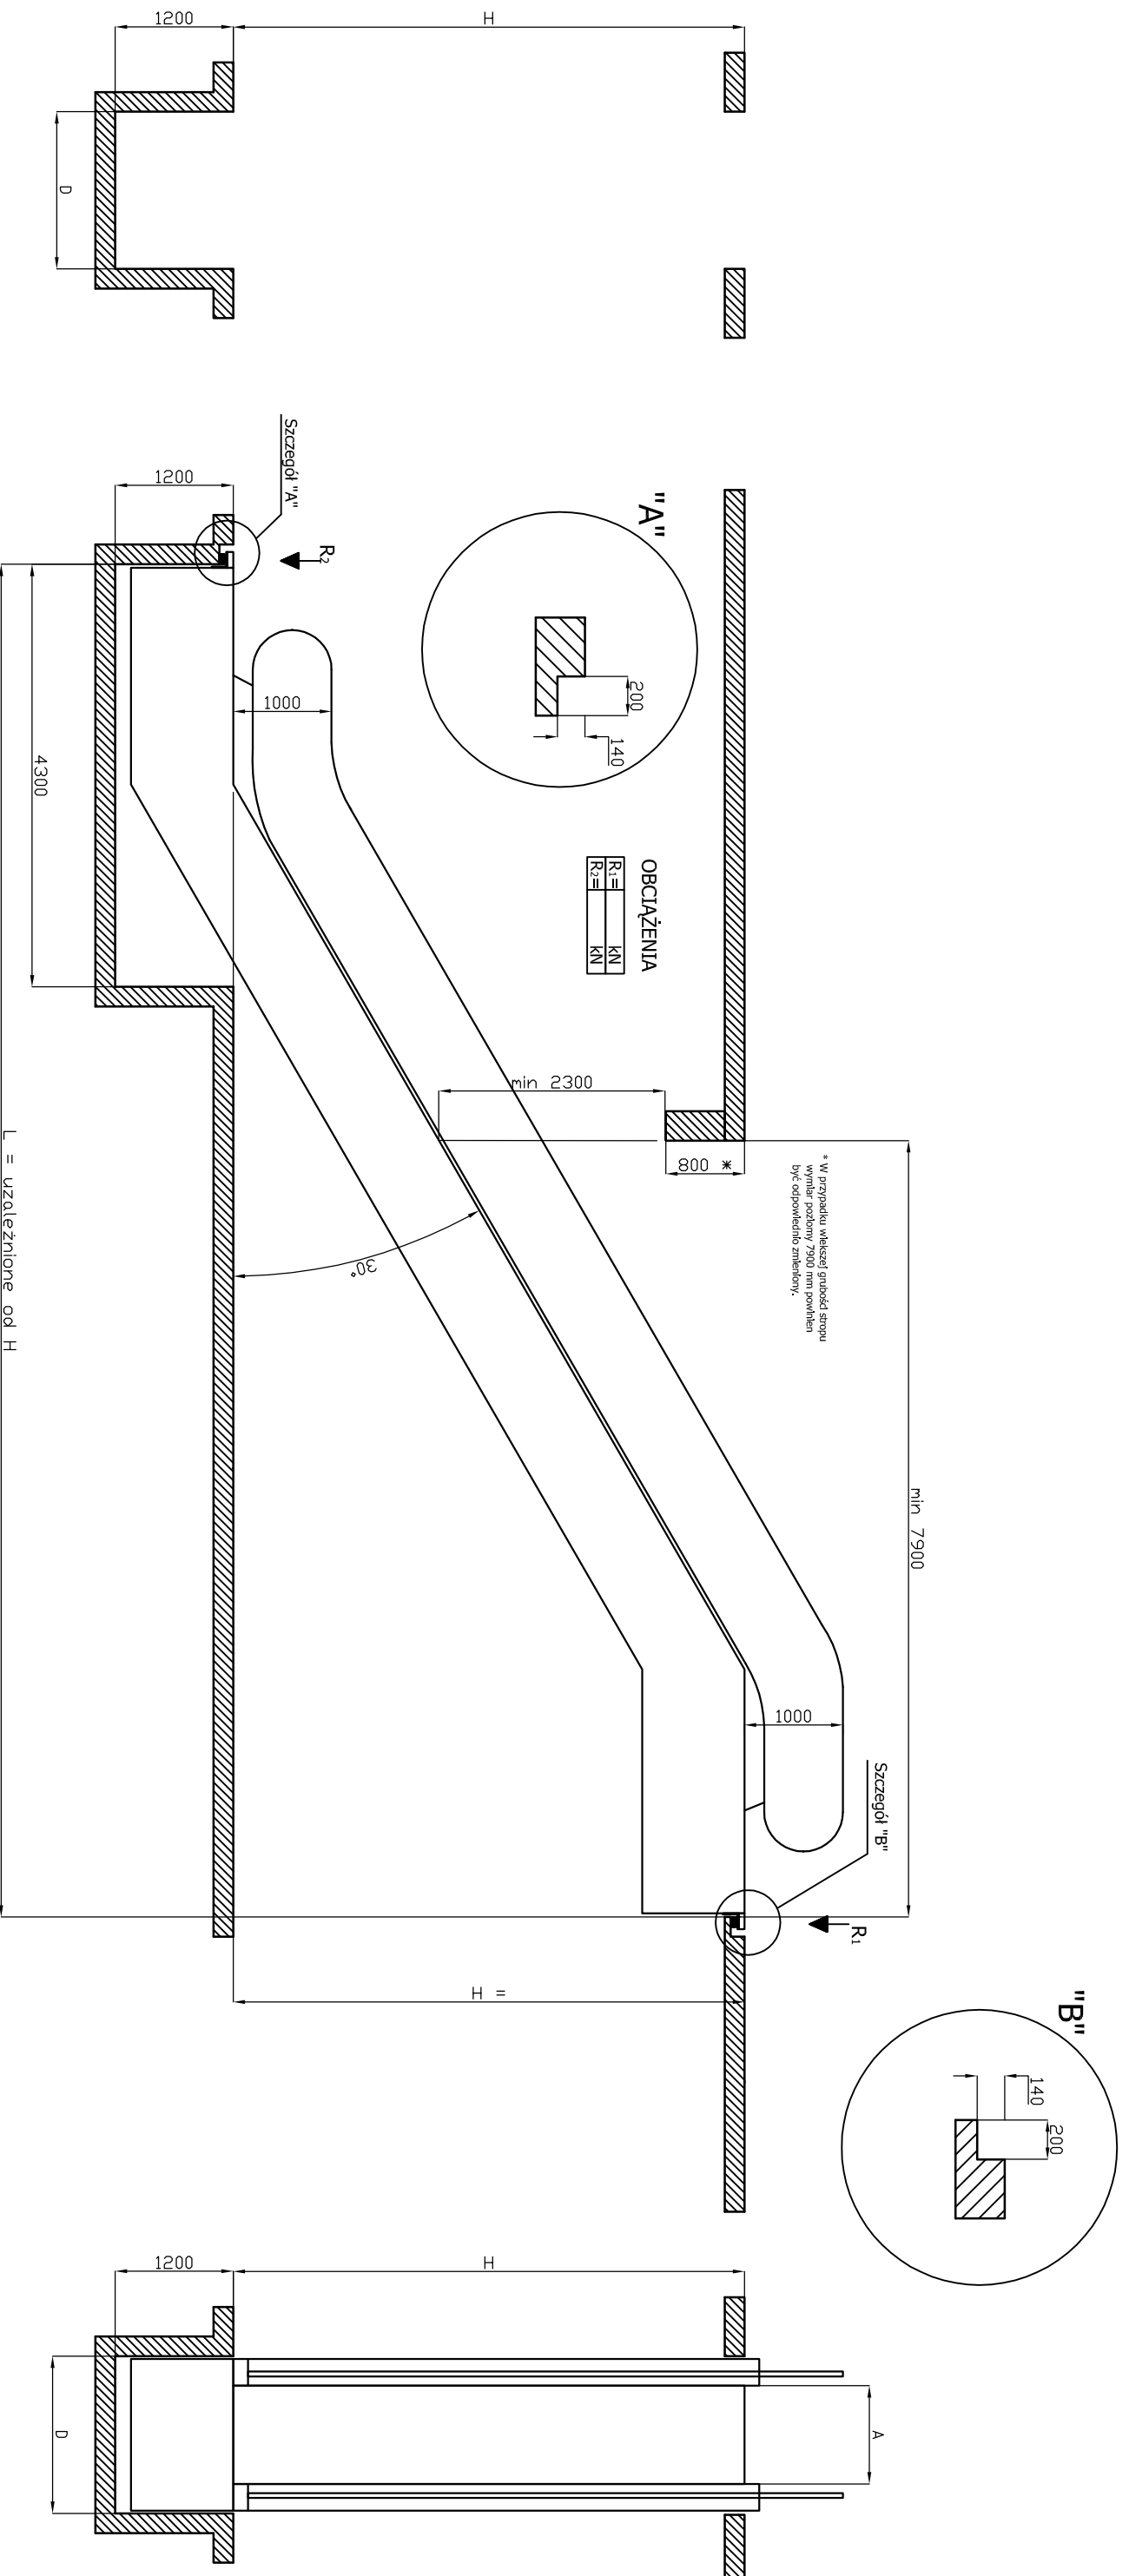 "B"
140
200
min 7900
Szczegół "B"
R₁
* W przypadku większej grubości stropu
wymiar poziomy 7900 mm powinien
być odpowiednio zmieniony.
1000
800 *
min 2300
OBCIĄŻENIA
R₁= kN
R₂= kN
"A"
200
140
Szczegół "A"
R₂
1000
1200
4300
30°
H =
L = uzależnione od H
1200
H
D
1200
H
A
D